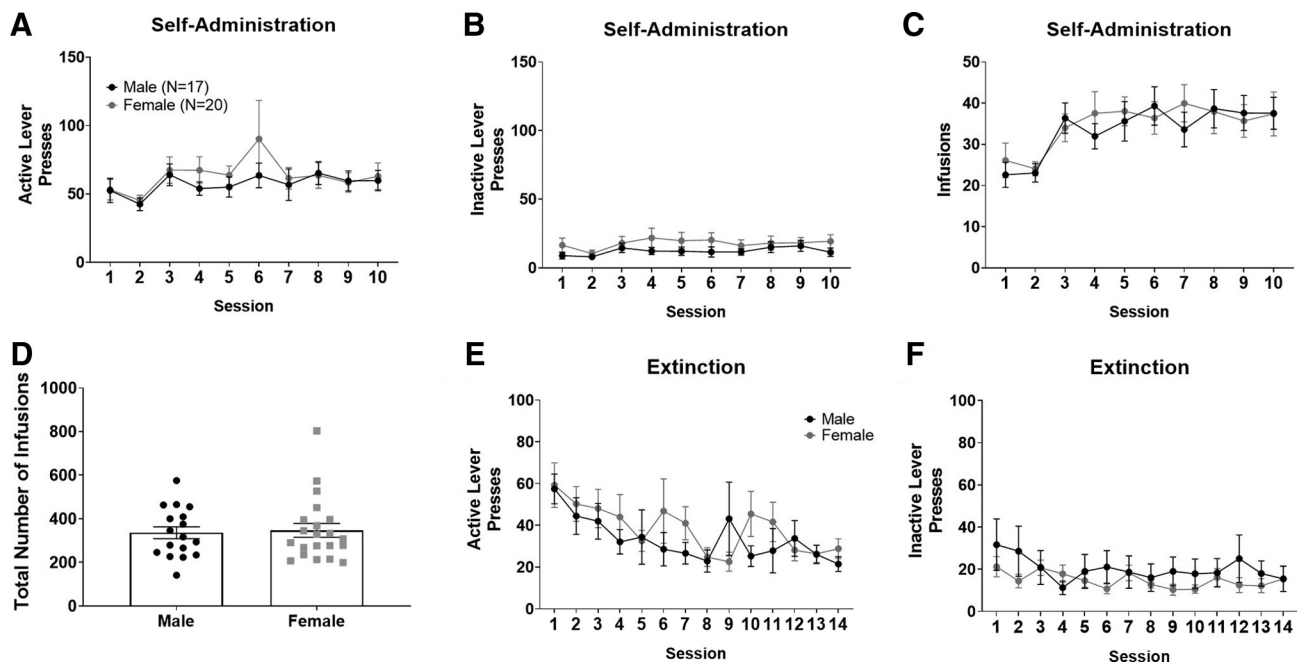 A
Self-Administration
150
100
50
0
Active Lever
Presses
Male (N=17)
Female (N=20)
1 2 3 4 5 6 7 8 9 10
Session
B
Self-Administration
150
100
50
0
Inactive Lever
Presses
1 2 3 4 5 6 7 8 9 10
Session
C
Self-Administration
50
40
30
20
10
0
Infusions
1 2 3 4 5 6 7 8 9 10
Session
D
1000
800
600
400
200
0
Total Number of Infusions
Male Female
E
Extinction
100
80
60
40
20
0
Active Lever
Presses
Male
Female
1 2 3 4 5 6 7 8 9 10 11 12 13 14
Session
F
Extinction
100
80
60
40
20
0
Inactive Lever
Presses
1 2 3 4 5 6 7 8 9 10 11 12 13 14
Session